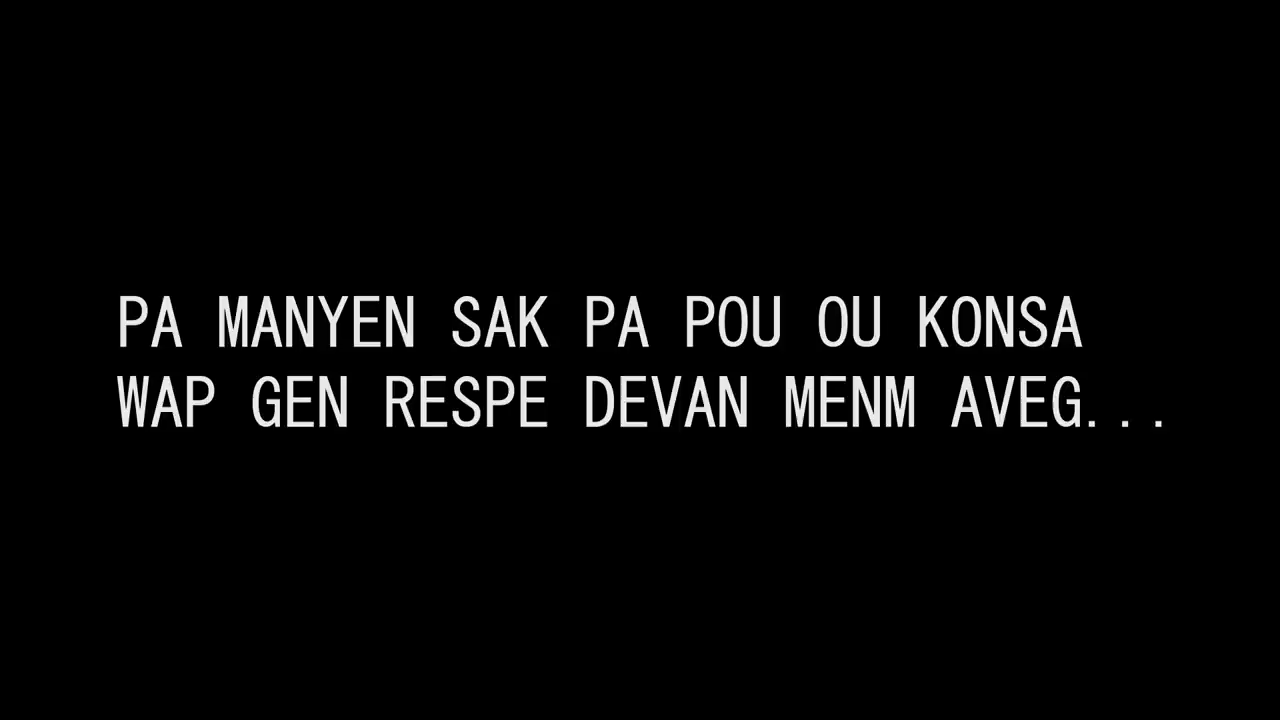 PA MANYEN SAK PA POU OU KONSA
WAP GEN RESPE DEVAN MENM AVEG...